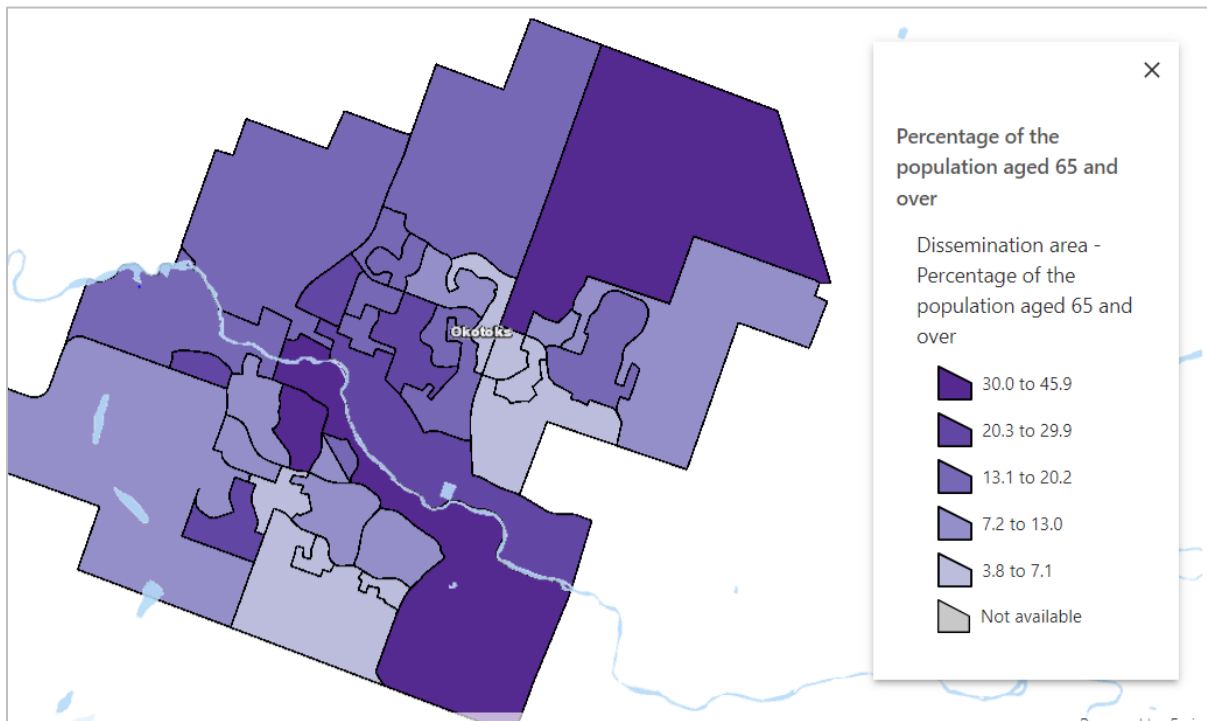 Okotoks
Percentage of the
population aged 65 and
over
Dissemination area -
Percentage of the
population aged 65 and
over
30.0 to 45.9
20.3 to 29.9
13.1 to 20.2
7.2 to 13.0
3.8 to 7.1
Not available